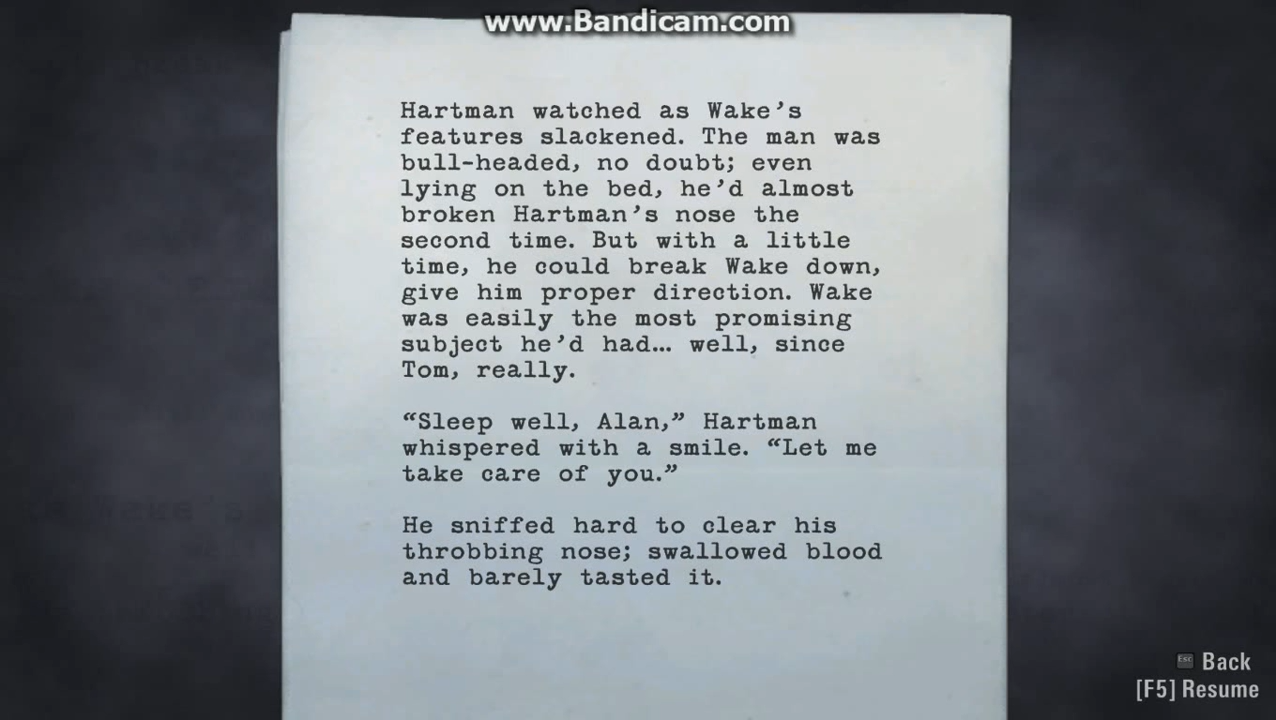 www.Bandicam.com
Hartman watched as Wake’s
features slackened. The man was
bull-headed, no doubt; even
lying on the bed, he’d almost
broken Hartman’s nose the
second time. But with a little
time, he could break Wake down,
give him proper direction. Wake
was easily the most promising
subject he’d had… well, since
Tom, really.
“Sleep well, Alan,” Hartman
whispered with a smile. “Let me
take care of you.”
He sniffed hard to clear his
throbbing nose; swallowed blood
and barely tasted it.
Esc Back
[F5] Resume